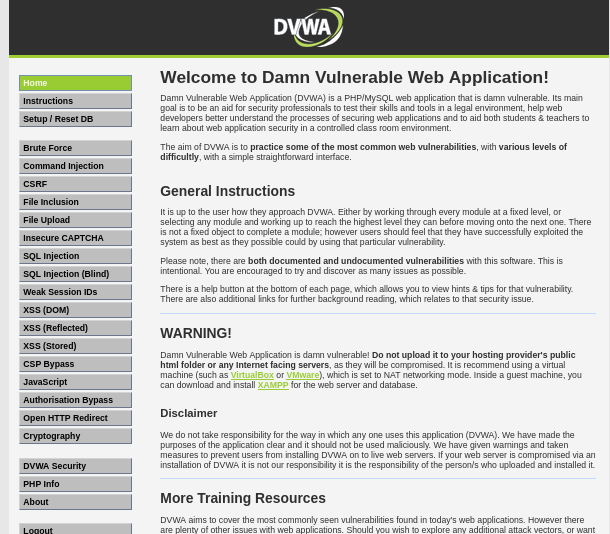 DVWA
Home
Instructions
Setup / Reset DB
Brute Force
Command Injection
CSRF
File Inclusion
File Upload
Insecure CAPTCHA
SQL Injection
SQL Injection (Blind)
Weak Session IDs
XSS (DOM)
XSS (Reflected)
XSS (Stored)
CSP Bypass
JavaScript
Authorisation Bypass
Open HTTP Redirect
Cryptography
DVWA Security
PHP Info
About
Logout
Welcome to Damn Vulnerable Web Application!
Damn Vulnerable Web Application (DVWA) is a PHP/MySQL web application that is damn vulnerable. Its main
goal is to be an aid for security professionals to test their skills and tools in a legal environment, help web
developers better understand the processes of securing web applications and to aid both students & teachers to
learn about web application security in a controlled class room environment.
The aim of DVWA is to practice some of the most common web vulnerabilities, with various levels of
difficultly, with a simple straightforward interface.
General Instructions
It is up to the user how they approach DVWA. Either by working through every module at a fixed level, or
selecting any module and working up to reach the highest level they can before moving onto the next one. There
is not a fixed object to complete a module; however users should feel that they have successfully exploited the
system as best as they possible could by using that particular vulnerability.
Please note, there are both documented and undocumented vulnerabilities with this software. This is
intentional. You are encouraged to try and discover as many issues as possible.
There is a help button at the bottom of each page, which allows you to view hints & tips for that vulnerability.
There are also additional links for further background reading, which relates to that security issue.
WARNING!
Damn Vulnerable Web Application is damn vulnerable! Do not upload it to your hosting provider's public
html folder or any Internet facing servers, as they will be compromised. It is recommend using a virtual
machine (such as VirtualBox or VMware), which is set to NAT networking mode. Inside a guest machine, you
can download and install XAMPP for the web server and database.
Disclaimer
We do not take responsibility for the way in which any one uses this application (DVWA). We have made the
purposes of the application clear and it should not be used maliciously. We have given warnings and taken
measures to prevent users from installing DVWA on to live web servers. If your web server is compromised via an
installation of DVWA it is not our responsibility it is the responsibility of the person/s who uploaded and installed it.
More Training Resources
DVWA aims to cover the most commonly seen vulnerabilities found in today's web applications. However there
are plenty of other issues with web applications. Should you wish to explore any additional attack vectors, or want